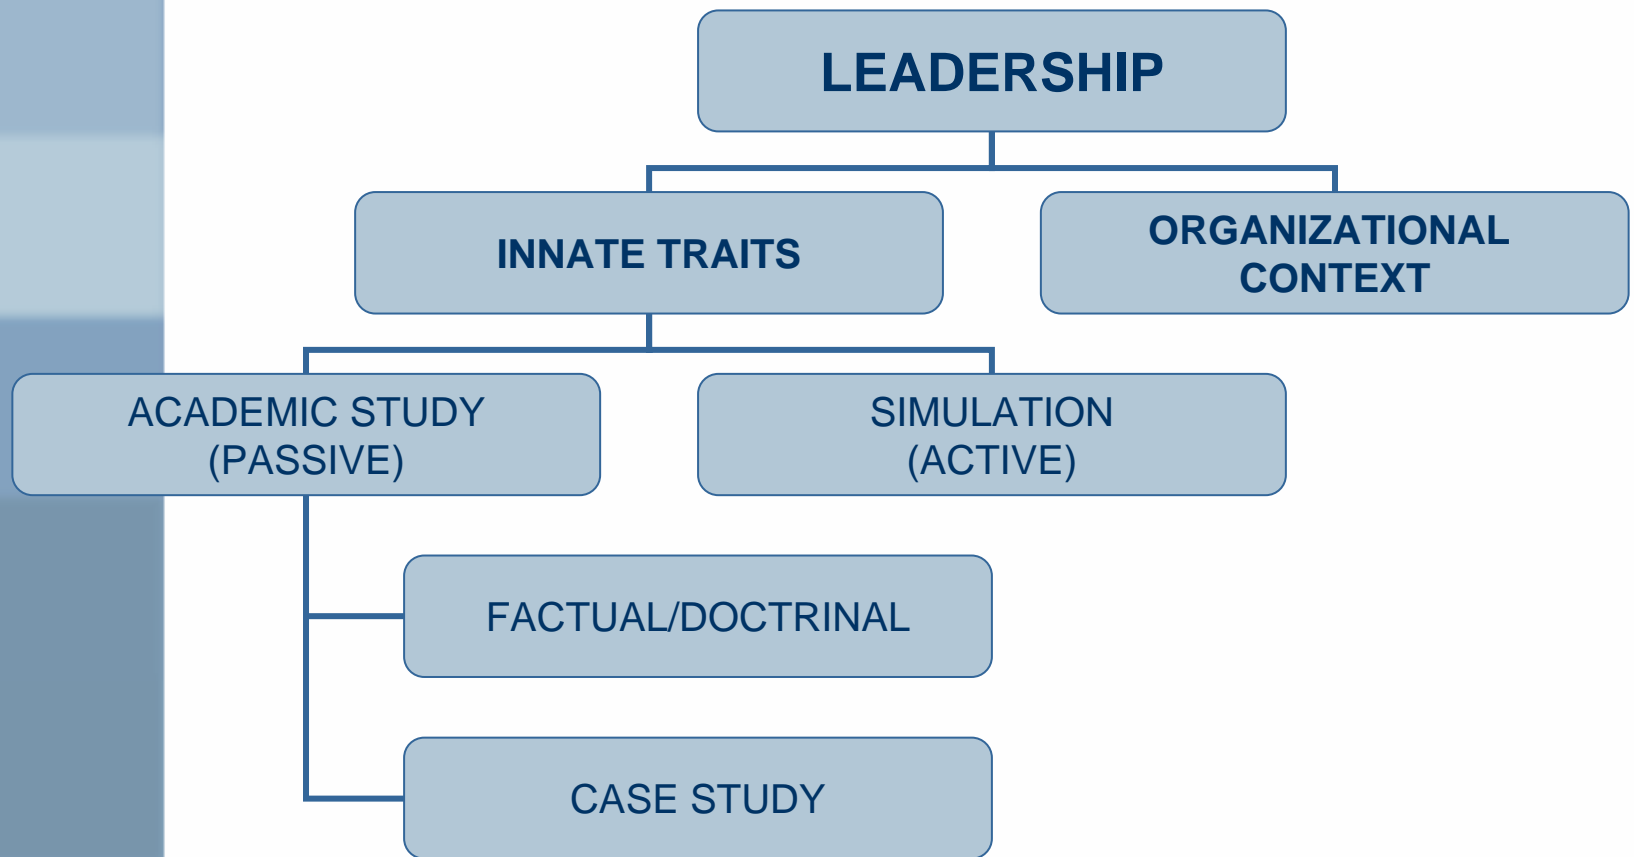 LEADERSHIP
INNATE TRAITS
ORGANIZATIONAL
CONTEXT
ACADEMIC STUDY
(PASSIVE)
SIMULATION
(ACTIVE)
FACTUAL/DOCTRINAL
CASE STUDY